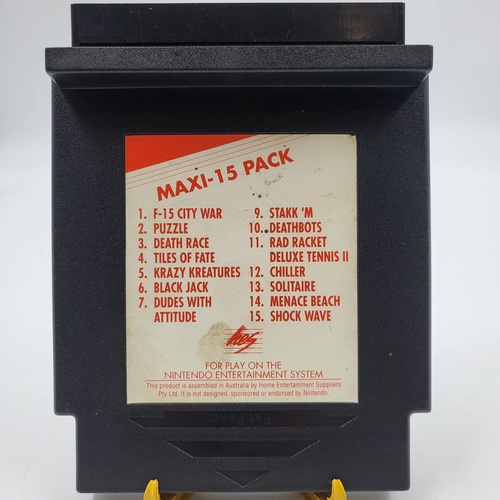 MAXI-15 PACK
1. F-15 CITY WAR
2. PUZZLE
3. DEATH RACE
4. TILES OF FATE
5. KRAZY KREATURES
6. BLACK JACK
7. DUDES WITH
ATTITUDE
9. STAKK 'M
10. DEATHBOTS
11. RAD RACKET
DELUXE TENNIS II
12. CHILLER
13. SOLITAIRE
14. MENACE BEACH
15. SHOCK WAVE
hes
FOR PLAY ON THE
NINTENDO ENTERTAINMENT SYSTEM
This product is assembled in Australia by Home Entertainment Suppliers
Pty Ltd. It is not designed, sponsored or endorsed by Nintendo.
Pat. Pend.